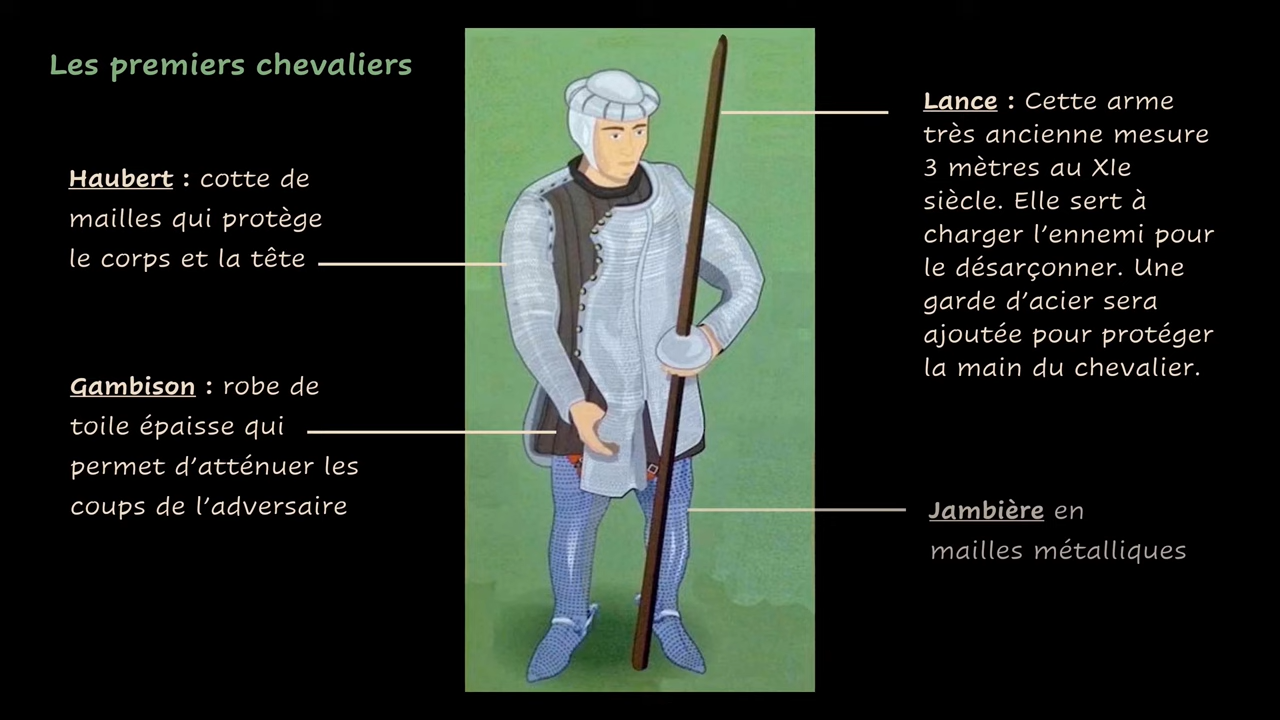 Les premiers chevaliers
Haubert : cotte de
mailles qui protège
le corps et la tête
Gambison : robe de
toile épaisse qui
permet d’atténuer les
coups de l’adversaire
Lance : Cette arme
très ancienne mesure
3 mètres au XIe
siècle. Elle sert à
charger l’ennemi pour
le désarçonner. Une
garde d’acier sera
ajoutée pour protéger
la main du chevalier.
Jambière en
mailles métalliques